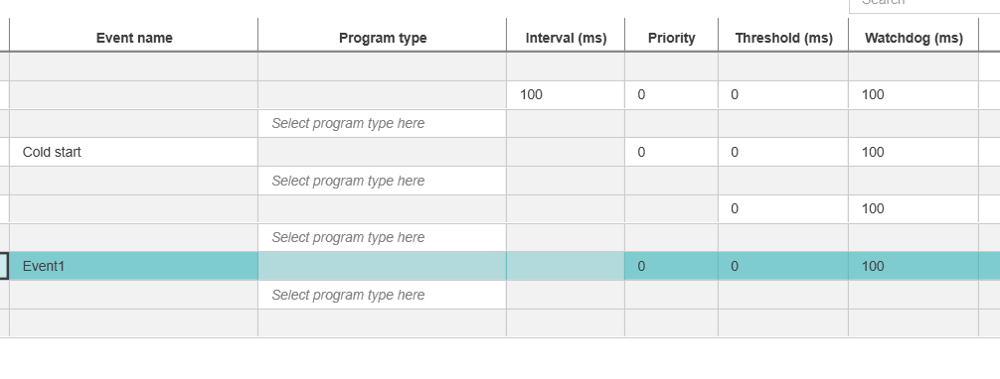 Search
Event name Program type Interval (ms) Priority Threshold (ms) Watchdog (ms)
100 0 0 100
Select program type here
Cold start 0 0 100
Select program type here
0 100
Select program type here
Event1 0 0 100
Select program type here